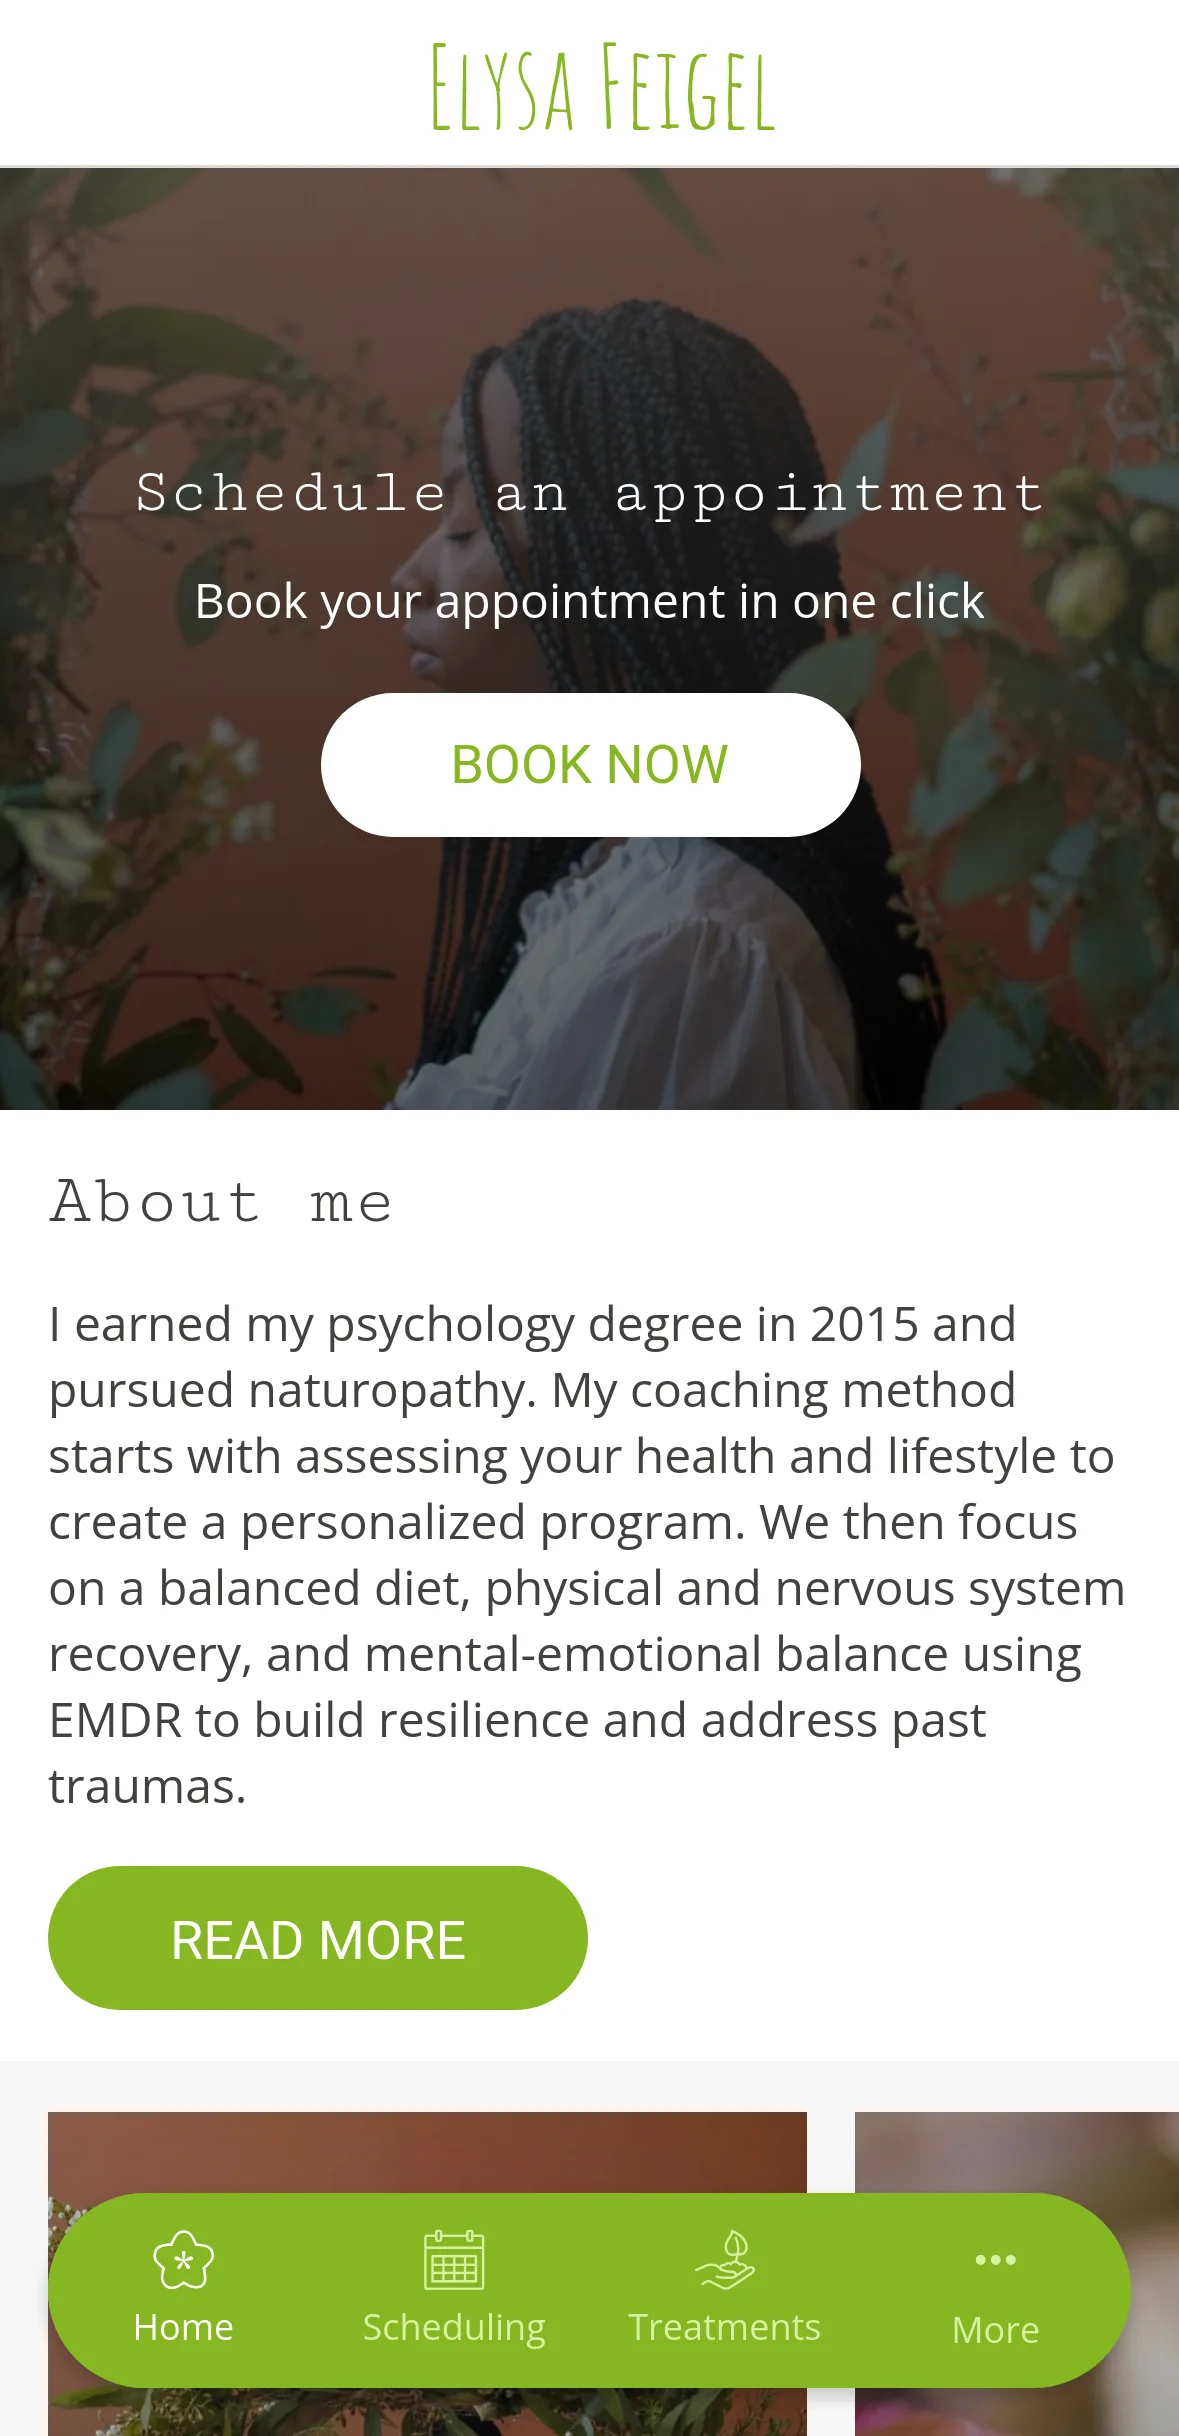 Elysa Feigel
Schedule an appointment
Book your appointment in one click
BOOK NOW
About me
I earned my psychology degree in 2015 and
pursued naturopathy. My coaching method
starts with assessing your health and lifestyle to
create a personalized program. We then focus
on a balanced diet, physical and nervous system
recovery, and mental-emotional balance using
EMDR to build resilience and address past
traumas.
READ MORE
Home
Scheduling
Treatments
More